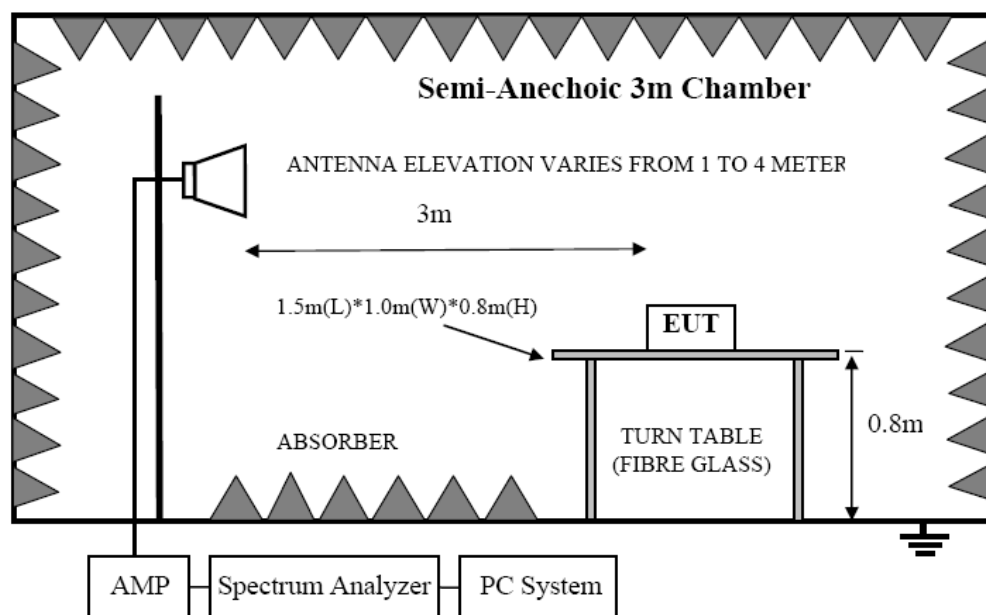 Semi-Anechoic 3m Chamber
ANTENNA ELEVATION VARIES FROM 1 TO 4 METER
3m
1.5m(L)*1.0m(W)*0.8m(H)
EUT
0.8m
ABSORBER
TURN TABLE
(FIBRE GLASS)
AMP
Spectrum Analyzer
PC System